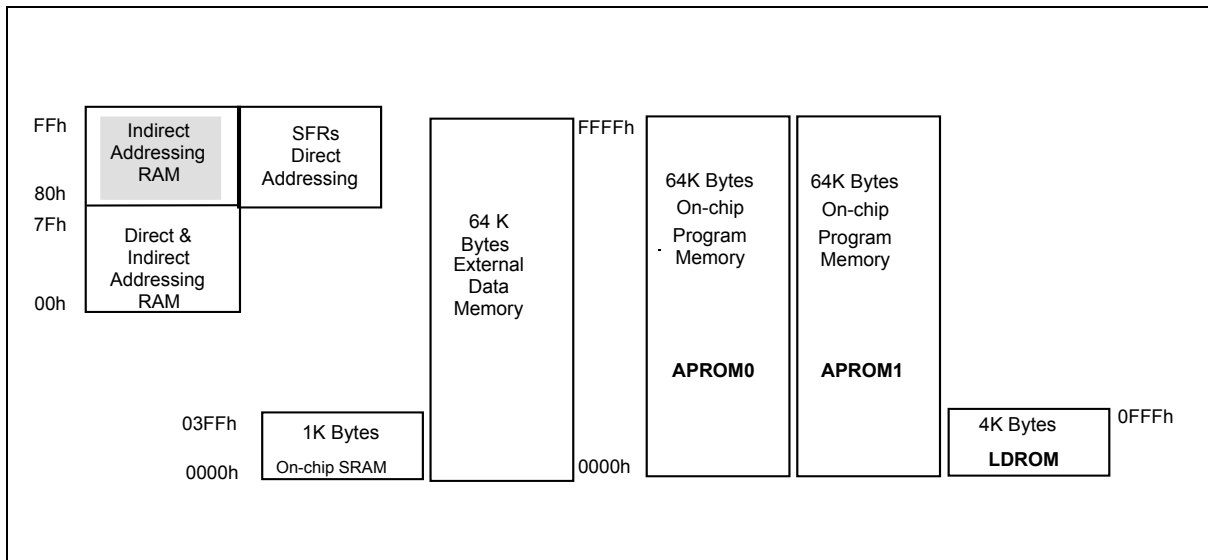 FFh
Indirect
Addressing
RAM
80h
SFRs
Direct
Addressing
7Fh
Direct &
Indirect
Addressing
RAM
00h
03FFh
1K Bytes
On-chip SRAM
0000h
64 K
Bytes
External
Data
Memory
FFFFh
0000h
64K Bytes
On-chip
Program
Memory
APROM0
64K Bytes
On-chip
Program
Memory
APROM1
4K Bytes
LDROM
0FFFh